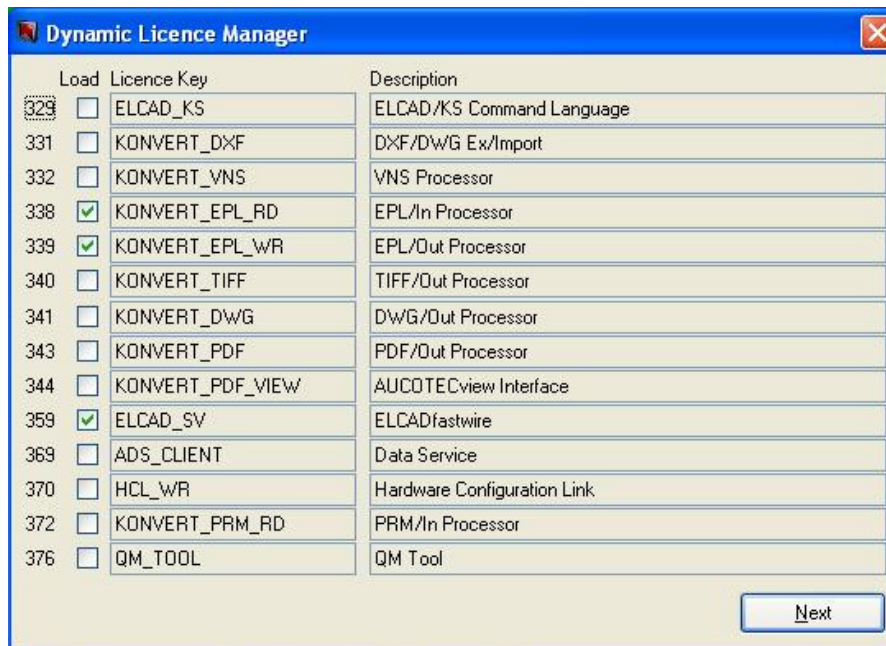 Dynamic Licence Manager
Load Licence Key Description
329 ELCAD_KS ELCAD/KS Command Language
331 KONVERT_DXF DXF/DWG Ex/Import
332 KONVERT_VNS VNS Processor
338 KONVERT_EPL_RD EPL/In Processor
339 KONVERT_EPL_WR EPL/Out Processor
340 KONVERT_TIFF TIFF/Out Processor
341 KONVERT_DWG DWG/Out Processor
343 KONVERT_PDF PDF/Out Processor
344 KONVERT_PDF_VIEW AUCOTECview Interface
359 ELCAD_SV ELCADfastwire
369 ADS_CLIENT Data Service
370 HCL_WR Hardware Configuration Link
372 KONVERT_PRM_RD PRM/In Processor
376 QM_TOOL QM Tool
Next